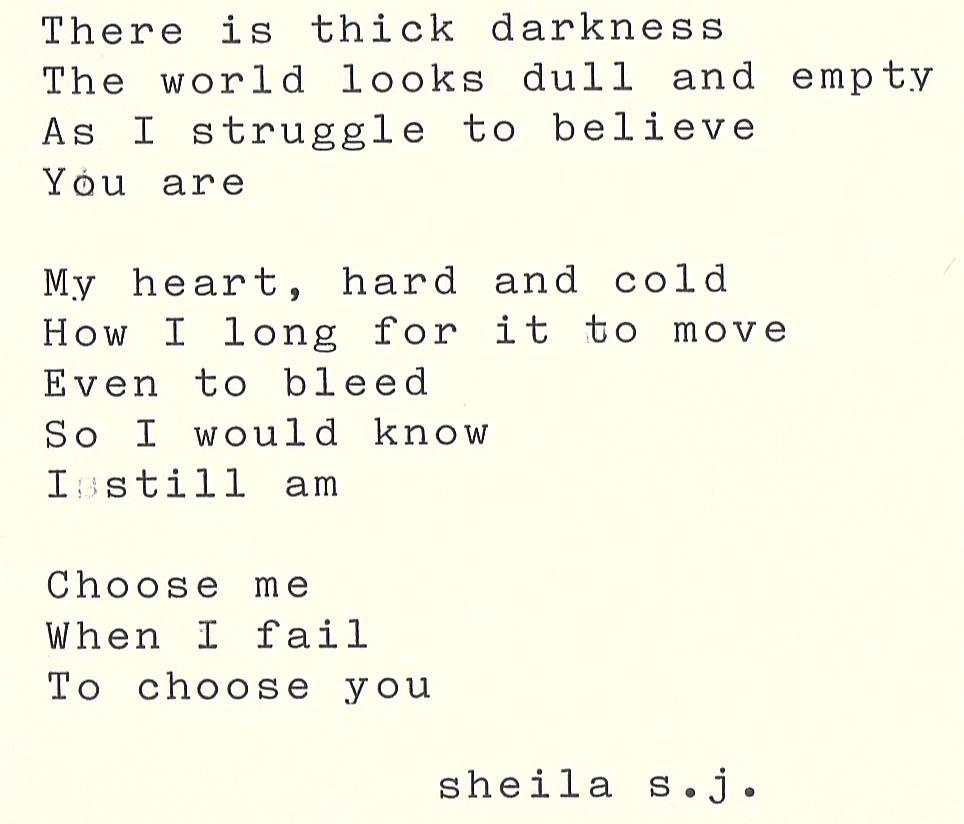 There is thick darkness
The world looks dull and empty
As I struggle to believe
You are
My heart, hard and cold
How I long for it to move
Even to bleed
So I would know
I still am
Choose me
When I fail
To choose you
sheila s.j.